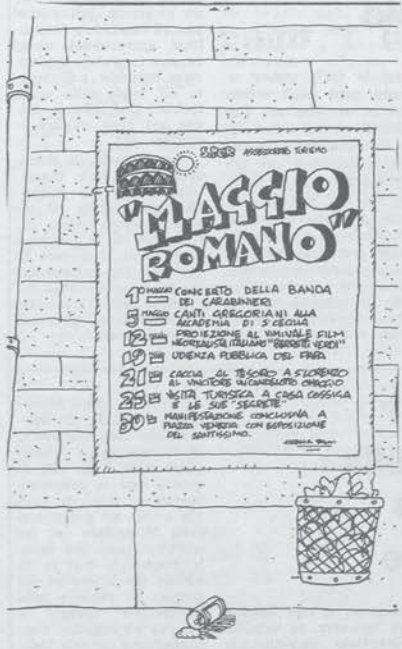 SPQR ASSESSORATO TURISMO
"MAGGIO
ROMANO"
1º MAGGIO CONCERTO DELLA BANDA
DEI CARABINIERI
5 MAGGIO CANTI GREGORIANI ALLA
ACCADEMIA DI S. CECILIA
12 PROIEZIONE AL VIMINALE FILM
NEOREALISTA ITALIANO "BERRETTI VERDI"
19 UDIENZA PUBBLICA DEL PAPA
21 CACCIA AL TESORO A S. LORENZO
AL VINCITORE UN CANDELOTTO OMAGGIO
25 VISITA TURISTICA A CASA COSSIGA
E LE SUE "SEGRETE"
30 MANIFESTAZIONE CONCLUSIVA A
PIAZZA VENEZIA CON ESPOSIZIONE
DEL SANTISSIMO.